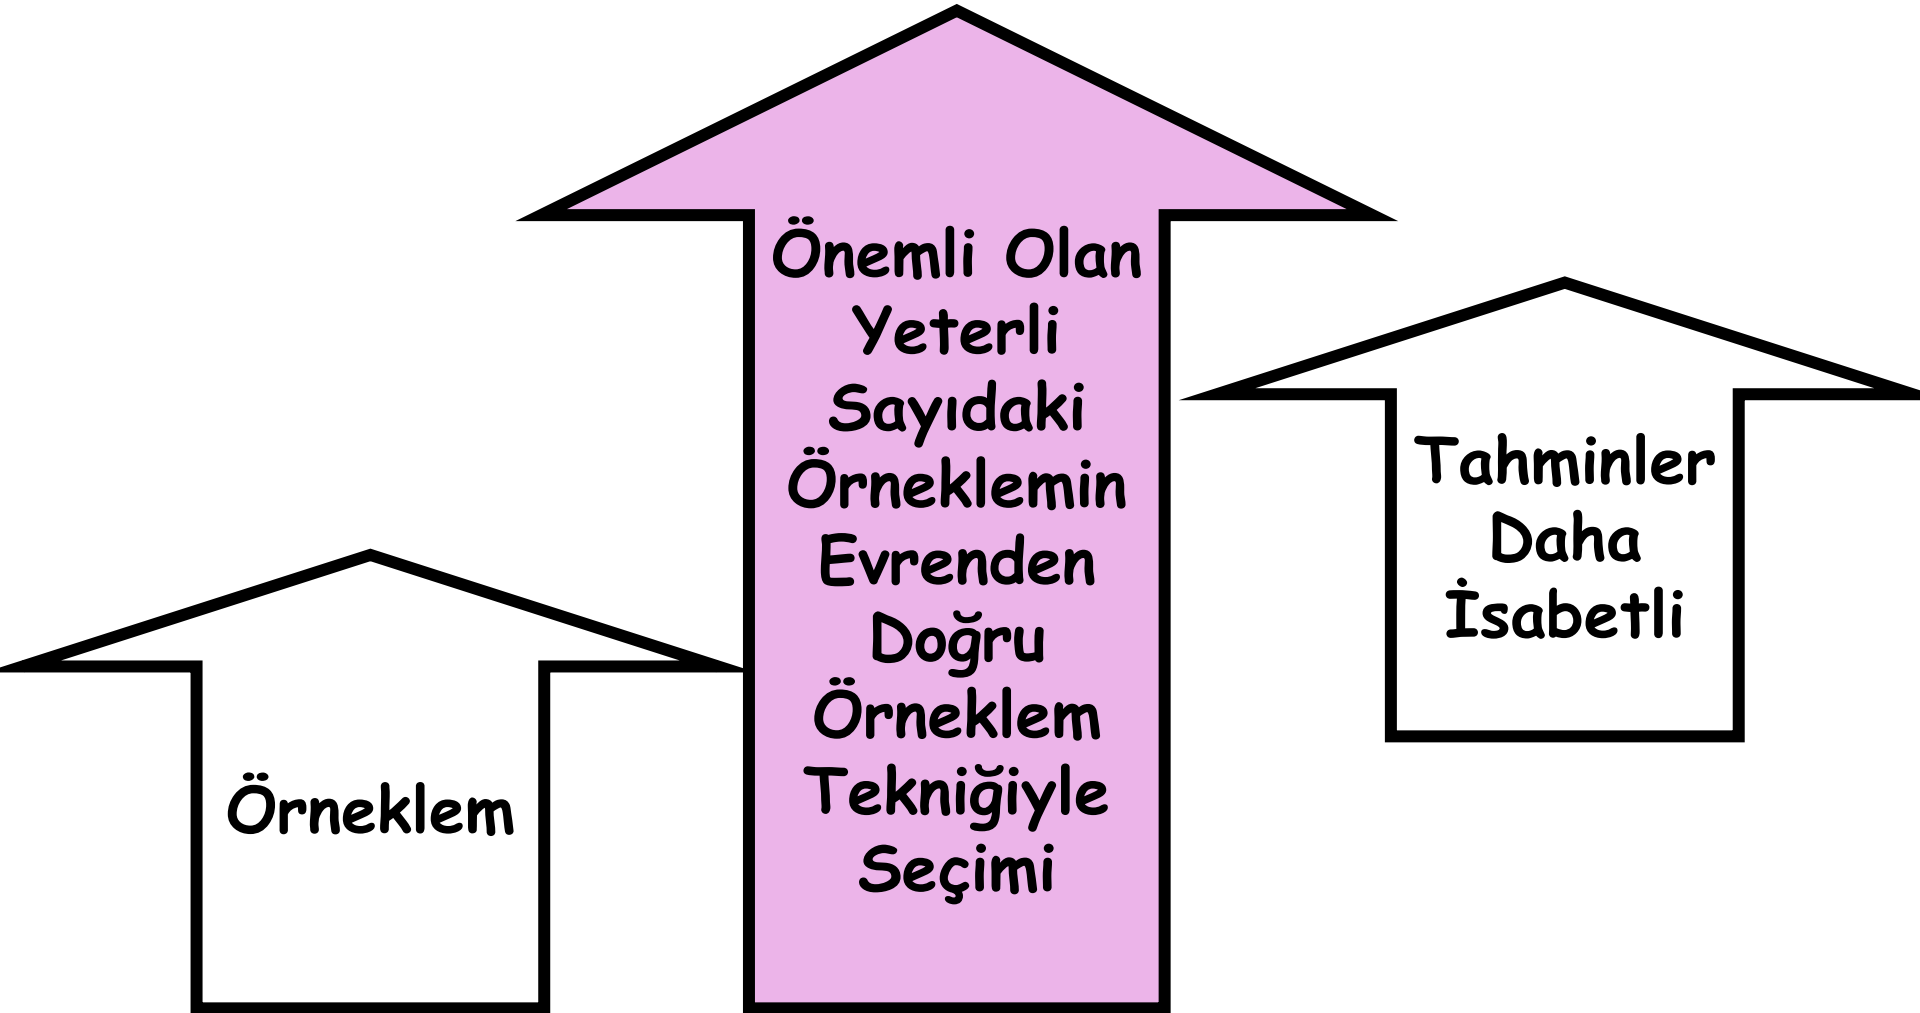 Örneklem
Önemli Olan
Yeterli
Sayıdaki
Örneklemin
Evrenden
Doğru
Örneklem
Tekniğiyle
Seçimi
Tahminler
Daha
İsabetli